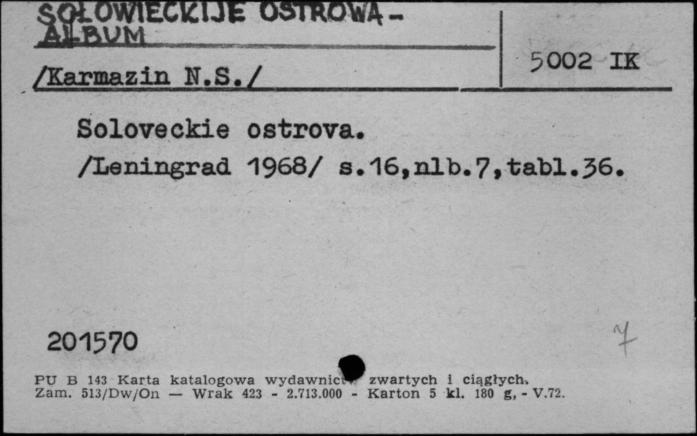 SOŁOWIECKIJE OSTROWA-
ALBUM
5002 IK
/Karmazin N.S./
Soloveckie ostrova.
/Leningrad 1968/ s.16,nlb.7,tabl.36.
201570
7
PU B 143 Karta katalogowa wydawnictw zwartych i ciągłych.
Zam. 513/Dw/On — Wrak 423 - 2.713.000 - Karton 5 kl. 180 g, - V.72.